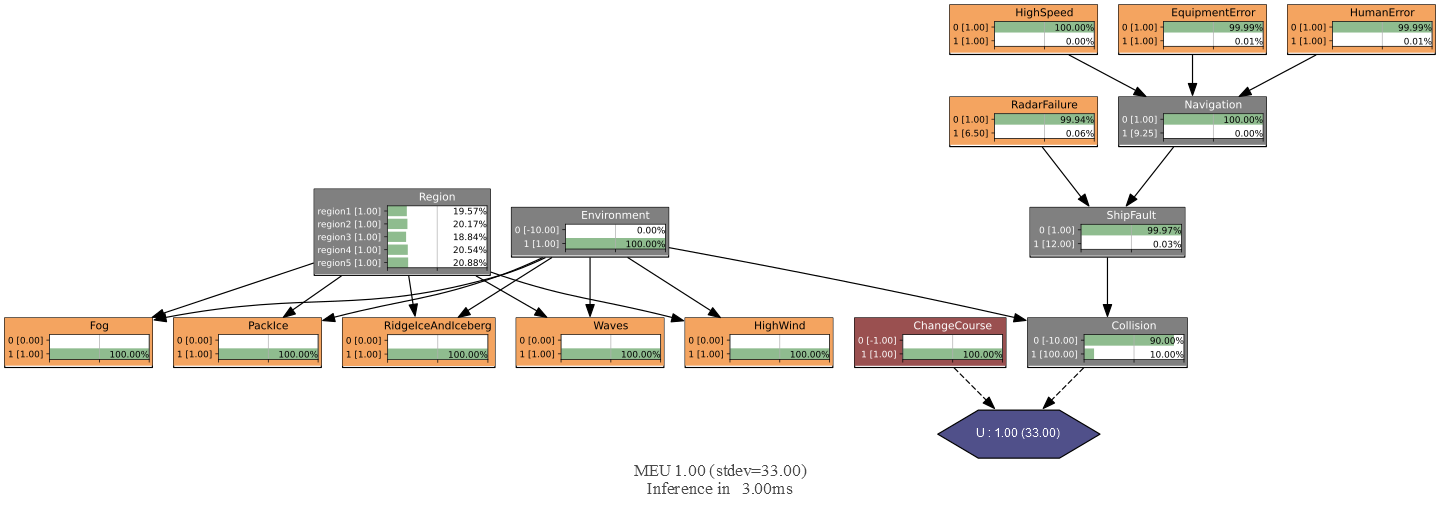 HighSpeed
0 [1.00] 100.00%
1 [1.00] 0.00%
EquipmentError
0 [1.00] 99.99%
1 [1.00] 0.01%
HumanError
0 [1.00] 99.99%
1 [1.00] 0.01%
RadarFailure
0 [1.00] 99.94%
1 [6.50] 0.06%
Navigation
0 [1.00] 100.00%
1 [9.25] 0.00%
Region
region1 [1.00] 19.57%
region2 [1.00] 20.17%
region3 [1.00] 18.84%
region4 [1.00] 20.54%
region5 [1.00] 20.88%
Environment
0 [-10.00] 0.00%
1 [1.00] 100.00%
ShipFault
0 [1.00] 99.97%
1 [12.00] 0.03%
Fog
0 [0.00]
1 [1.00] 100.00%
PackIce
0 [0.00]
1 [1.00] 100.00%
RidgeIceAndIceberg
0 [0.00]
1 [1.00] 100.00%
Waves
0 [0.00]
1 [1.00] 100.00%
HighWind
0 [0.00]
1 [1.00] 100.00%
ChangeCourse
0 [-1.00]
1 [1.00] 100.00%
Collision
0 [-10.00] 90.00%
1 [100.00] 10.00%
U : 1.00 (33.00)
MEU 1.00 (stdev=33.00)
Inference in 3.00ms